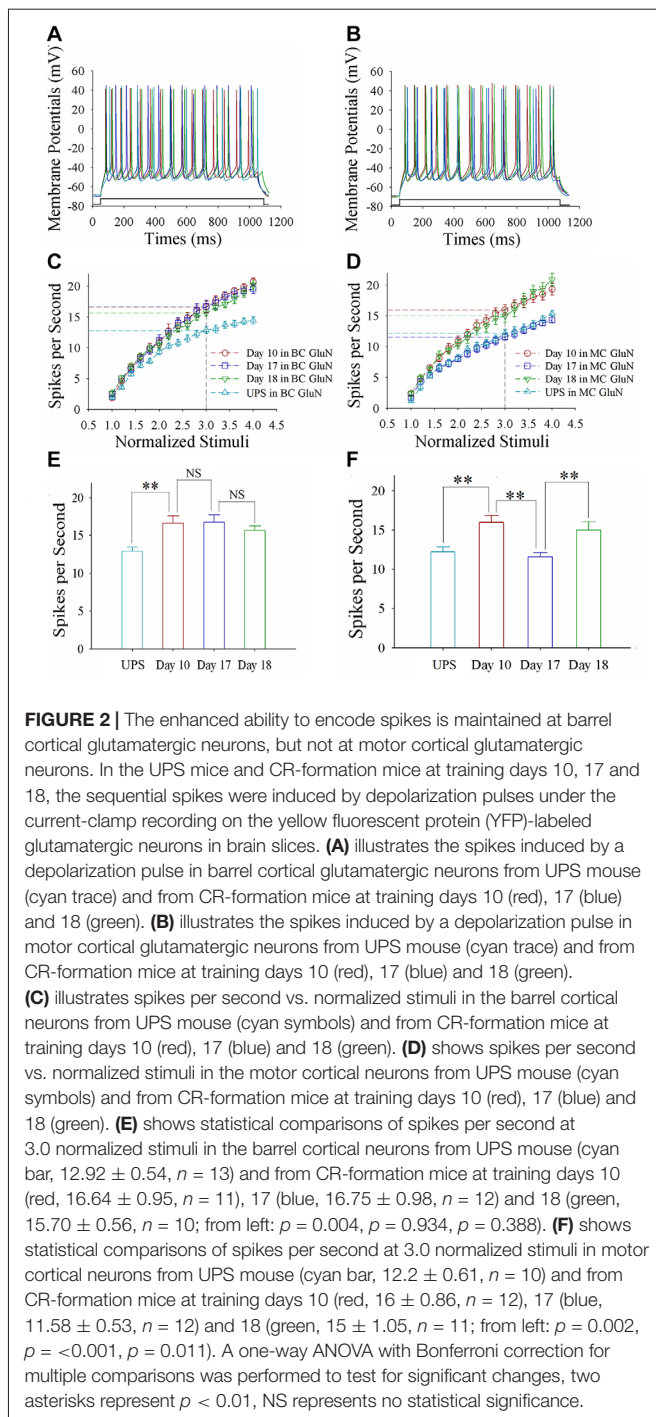 A
B
Membrane Potentials (mV)
60
40
20
0
-20
-40
-60
-80
0 200 400 600 800 1000 1200
Times (ms)
Membrane Potentials (mV)
60
40
20
0
-20
-40
-60
-80
0 200 400 600 800 1000 1200
Times (ms)
C
D
Spikes per Second
20
15
10
5
0
Day 10 in BC GluN
Day 17 in BC GluN
Day 18 in BC GluN
UPS in BC GluN
0.5 1.0 1.5 2.0 2.5 3.0 3.5 4.0 4.5
Normalized Stimuli
Spikes per Second
20
15
10
5
0
Day 10 in MC GluN
Day 17 in MC GluN
Day 18 in MC GluN
UPS in MC GluN
0.5 1.0 1.5 2.0 2.5 3.0 3.5 4.0 4.5
Normalized Stimuli
E
F
Spikes per Second
20
15
10
5
0
** NS NS
UPS Day 10 Day 17 Day 18
Spikes per Second
20
15
10
5
0
** ** **
UPS Day 10 Day 17 Day 18
FIGURE 2 | The enhanced ability to encode spikes is maintained at barrel
cortical glutamatergic neurons, but not at motor cortical glutamatergic
neurons. In the UPS mice and CR-formation mice at training days 10, 17 and
18, the sequential spikes were induced by depolarization pulses under the
current-clamp recording on the yellow fluorescent protein (YFP)-labeled
glutamatergic neurons in brain slices. (A) illustrates the spikes induced by a
depolarization pulse in barrel cortical glutamatergic neurons from UPS mouse
(cyan trace) and from CR-formation mice at training days 10 (red), 17 (blue)
and 18 (green). (B) illustrates the spikes induced by a depolarization pulse in
motor cortical glutamatergic neurons from UPS mouse (cyan trace) and from
CR-formation mice at training days 10 (red), 17 (blue) and 18 (green).
(C) illustrates spikes per second vs. normalized stimuli in the barrel cortical
neurons from UPS mouse (cyan symbols) and from CR-formation mice at
training days 10 (red), 17 (blue) and 18 (green). (D) shows spikes per second
vs. normalized stimuli in the motor cortical neurons from UPS mouse (cyan
symbols) and from CR-formation mice at training days 10 (red), 17 (blue) and
18 (green). (E) shows statistical comparisons of spikes per second at
3.0 normalized stimuli in the barrel cortical neurons from UPS mouse (cyan
bar, 12.92 ± 0.54, n = 13) and from CR-formation mice at training days 10
(red, 16.64 ± 0.95, n = 11), 17 (blue, 16.75 ± 0.98, n = 12) and 18 (green,
15.70 ± 0.56, n = 10; from left: p = 0.004, p = 0.934, p = 0.388). (F) shows
statistical comparisons of spikes per second at 3.0 normalized stimuli in motor
cortical neurons from UPS mouse (cyan bar, 12.2 ± 0.61, n = 10) and from
CR-formation mice at training days 10 (red, 16 ± 0.86, n = 12), 17 (blue,
11.58 ± 0.53, n = 12) and 18 (green, 15 ± 1.05, n = 11; from left: p = 0.002,
p = <0.001, p = 0.011). A one-way ANOVA with Bonferroni correction for
multiple comparisons was performed to test for significant changes, two
asterisks represent p < 0.01, NS represents no statistical significance.